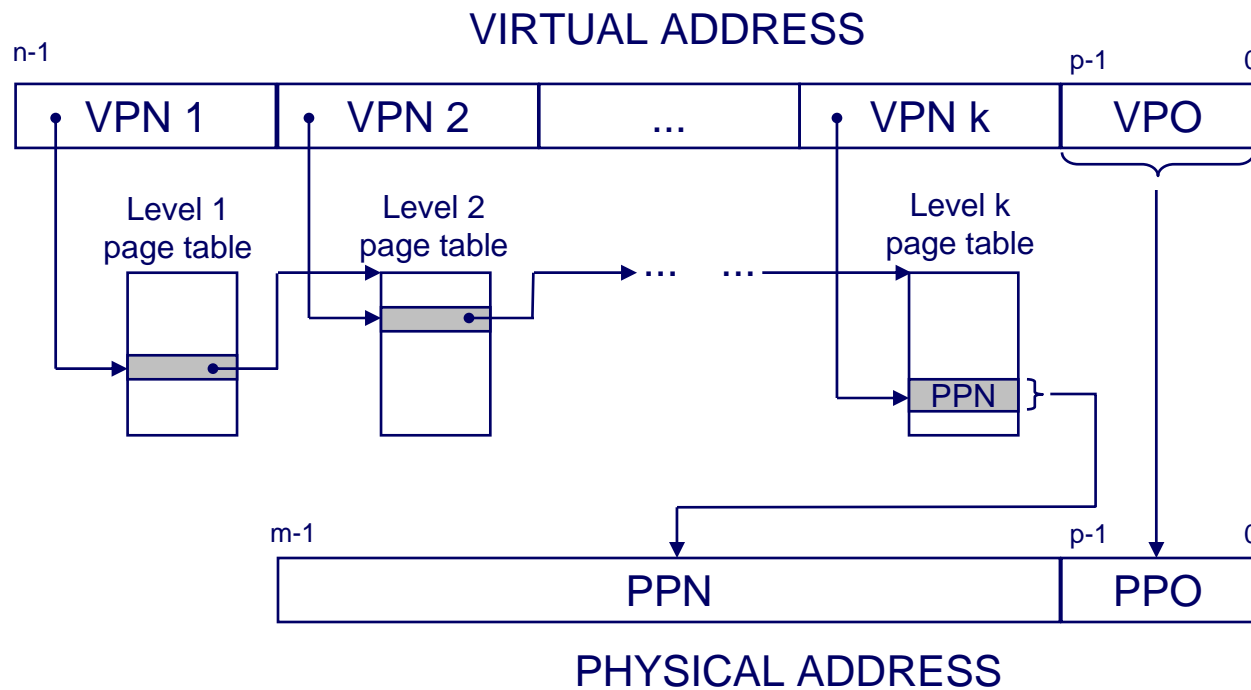 VIRTUAL ADDRESS
n-1
p-1
0
VPN 1
VPN 2
...
VPN k
VPO
Level 1
page table
Level 2
page table
Level k
page table
... ...
PPN
m-1
p-1
0
PPN
PPO
PHYSICAL ADDRESS